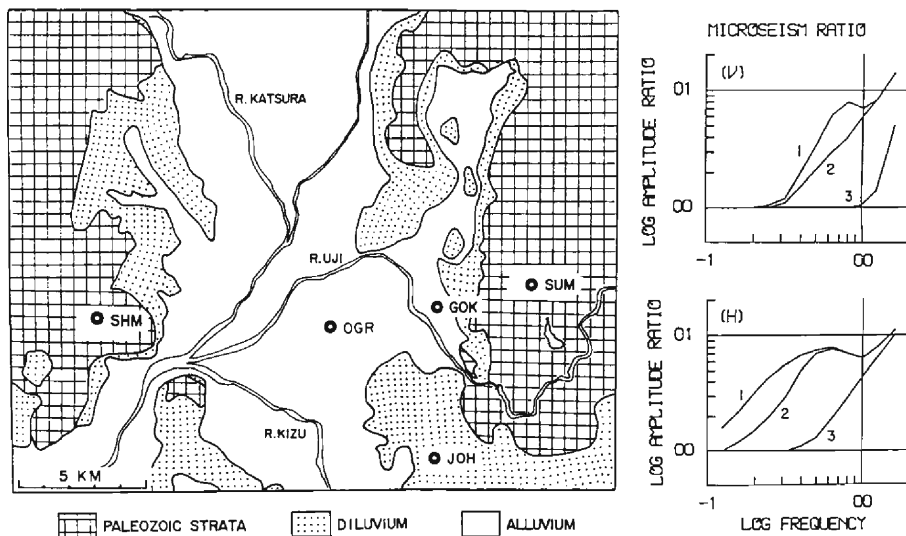 R. KATSURA
R. UJI
SUM
SHM
GOK
OGR
R. KIZU
JOH
5 KM
PALEOZOIC STRATA
DILUVIUM
ALLUVIUM
MICROSEISM RATIO
LOG AMPLITUDE RATIO
(V)
01
1
2
3
00
-1
00
LOG AMPLITUDE RATIO
(H)
01
1
2
3
00
-1
00
LOG FREQUENCY